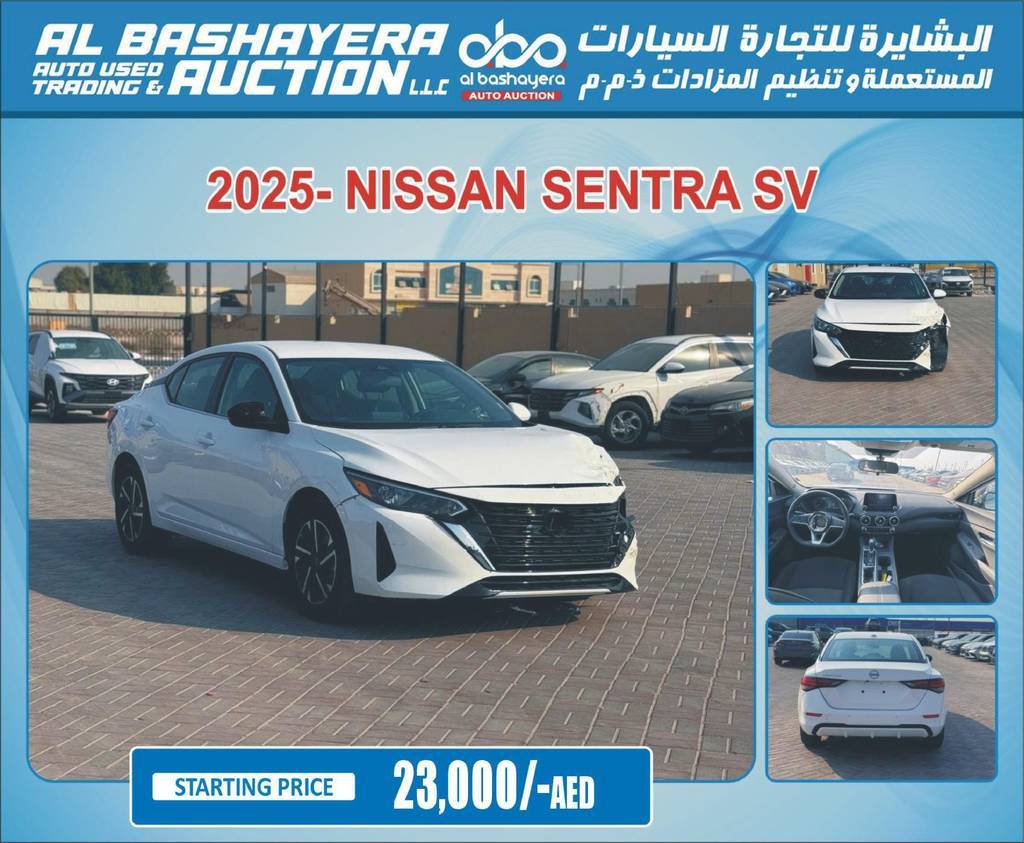 AL BASHAYERA
AUTO USED
TRADING & AUCTION L.L.C
aba
al bashayera
AUTO AUCTION
البشايرة للتجارة السيارات
المستعملة و تنظيم المزادات ذ-م-م
2025- NISSAN SENTRA SV
STARTING PRICE
23,000/-AED